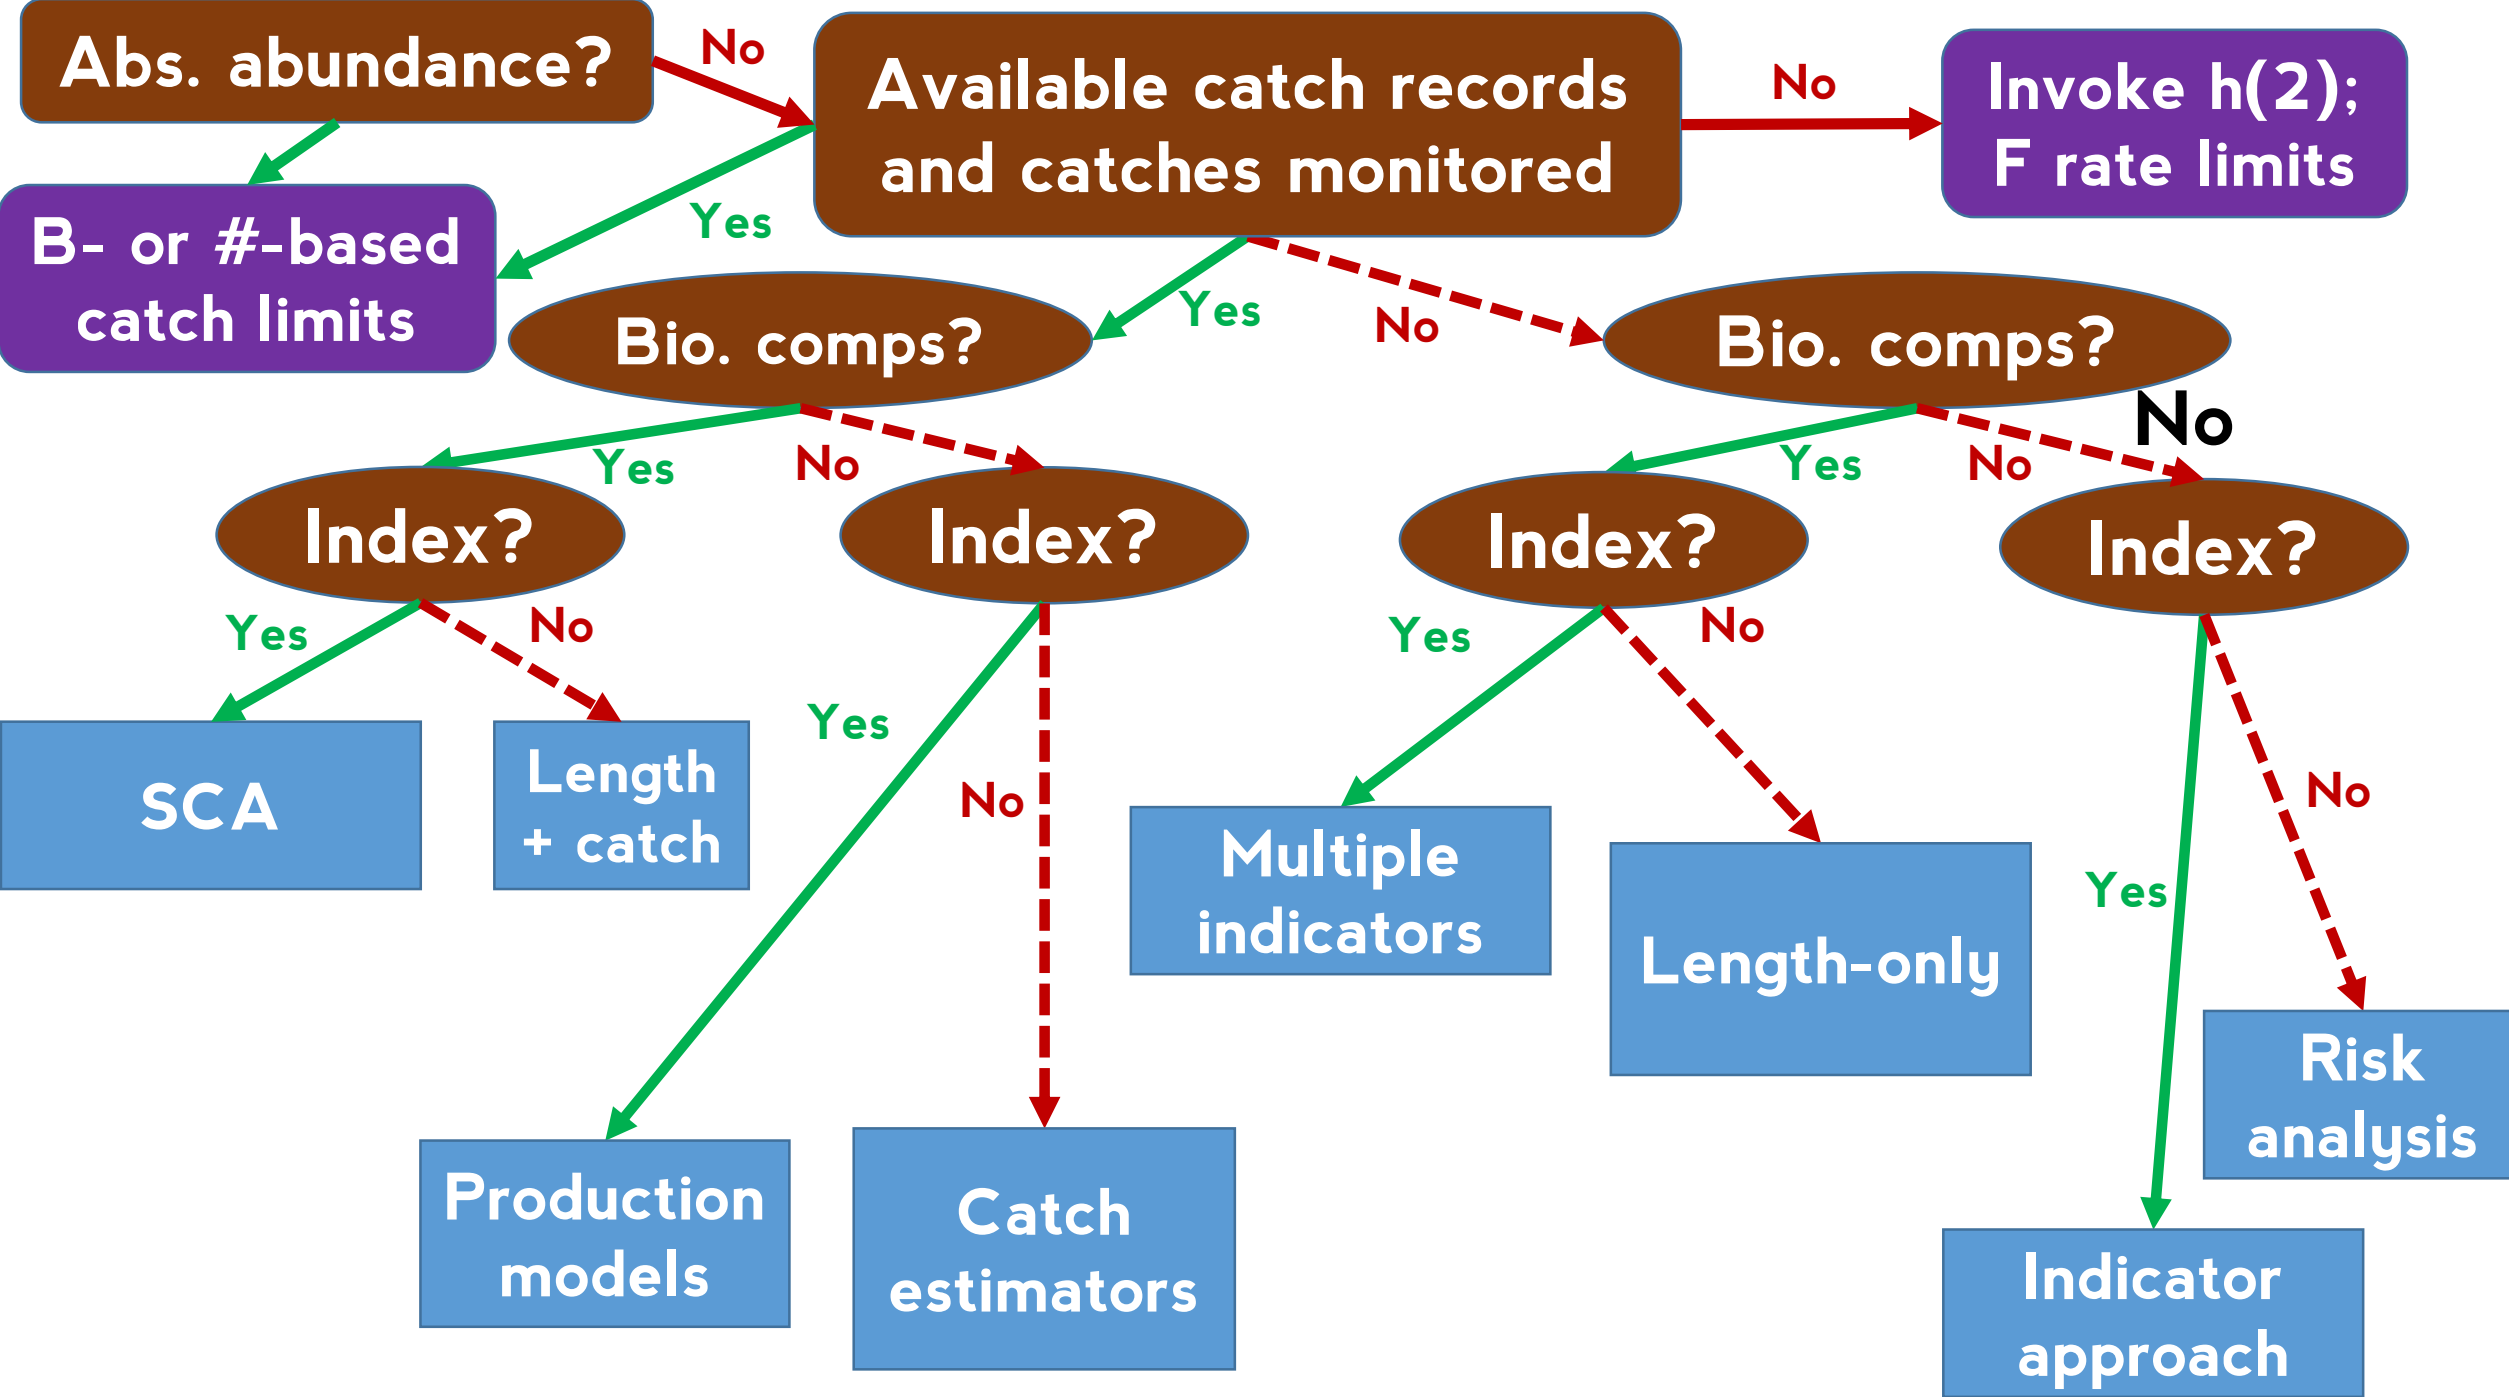 Abs. abundance?
No
Available catch records
and catches monitored
No
Invoke h(2);
F rate limits
B- or #-based
catch limits
Yes
Bio. comps?
Yes
No
Bio. comps?
No
Yes
No
Yes
No
Index?
Index?
Index?
Index?
Yes
No
Yes
No
Yes
No
Yes
No
SCA
Length
+ catch
Multiple
indicators
Length-only
Risk
analysis
Production
models
Catch
estimators
Indicator
approach